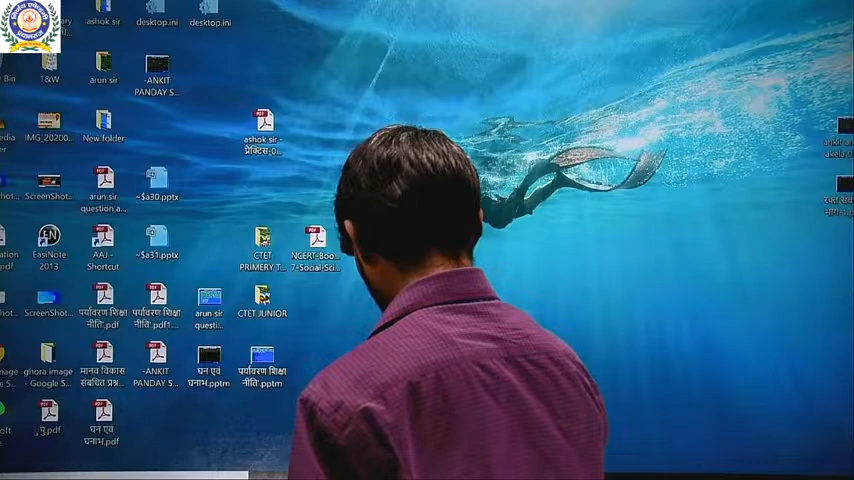 ashok sir
desktop.ini
desktop.ini
Bin
T&W
arun sir
-ANKIT
PANDAY S...
IMG_20200...
New folder
ashok sir -
प्रैक्टिस-0...
ScreenShot...
arun sir
question a...
~$a30.pptx
EasiNote
2013
AAJ -
Shortcut
~$a31.pptx
CTET
PRIMERY T...
NCERT-Boo...
7-Social-Sci...
ScreenShot...
पर्यावरण शिक्षा
नीति'.pdf
पर्यावरण शिक्षा
नीति'.pdf1...
arun sir
questi...
CTET JUNIOR
ghora image
- Google S...
मानव विकास
संबंधित प्रश्न...
-ANKIT
PANDAY S...
घन एवं
घनाभ.pptm
पर्यावरण शिक्षा
नीति'.pptm
घन एवं
घनाभ.pdf